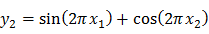 y₂ = sin(2πx₁) + cos(2πx₂)